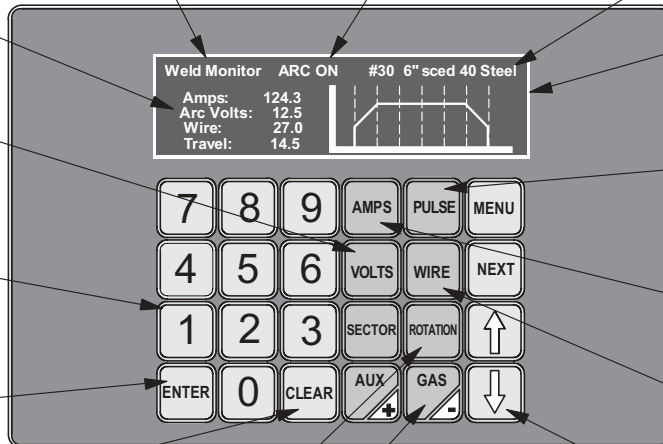 Weld Monitor ARC ON #30 6" sced 40 Steel
Amps: 124.3
Arc Volts: 12.5
Wire: 27.0
Travel: 14.5
7 8 9 AMPS PULSE MENU
4 5 6 VOLTS WIRE NEXT
1 2 3 SECTOR ROTATION
ENTER 0 CLEAR AUX + GAS -